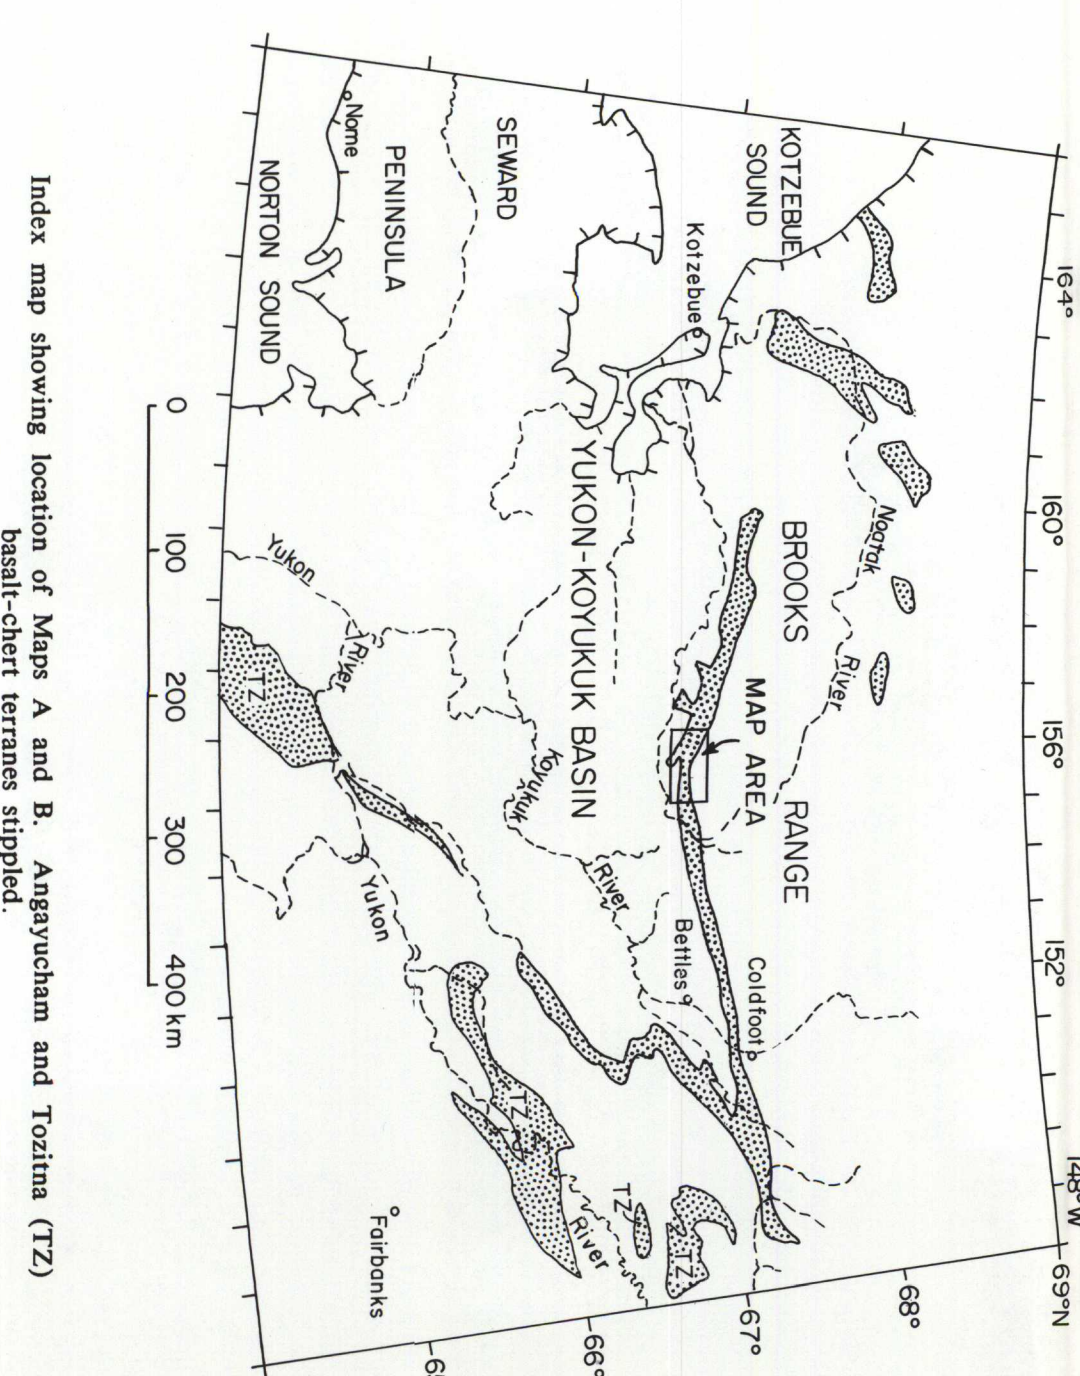 164°
160°
156°
152°
148°W
69°N
68°
67°
66°
KOTZEBUE
SOUND
Kotzebue
SEWARD
PENINSULA
Nome
NORTON SOUND
Noatak
River
BROOKS
RANGE
MAP AREA
YUKON-KOYUKUK BASIN
Koyukuk
River
Bettles
Coldfoot
Yukon
River
TZ
Yukon
TZ
River
TZ
TZ
Fairbanks
0
100
200
300
400 km
Index map showing location of Maps A and B. Angayucham and Tozitna (TZ)
basalt-chert terranes stippled.